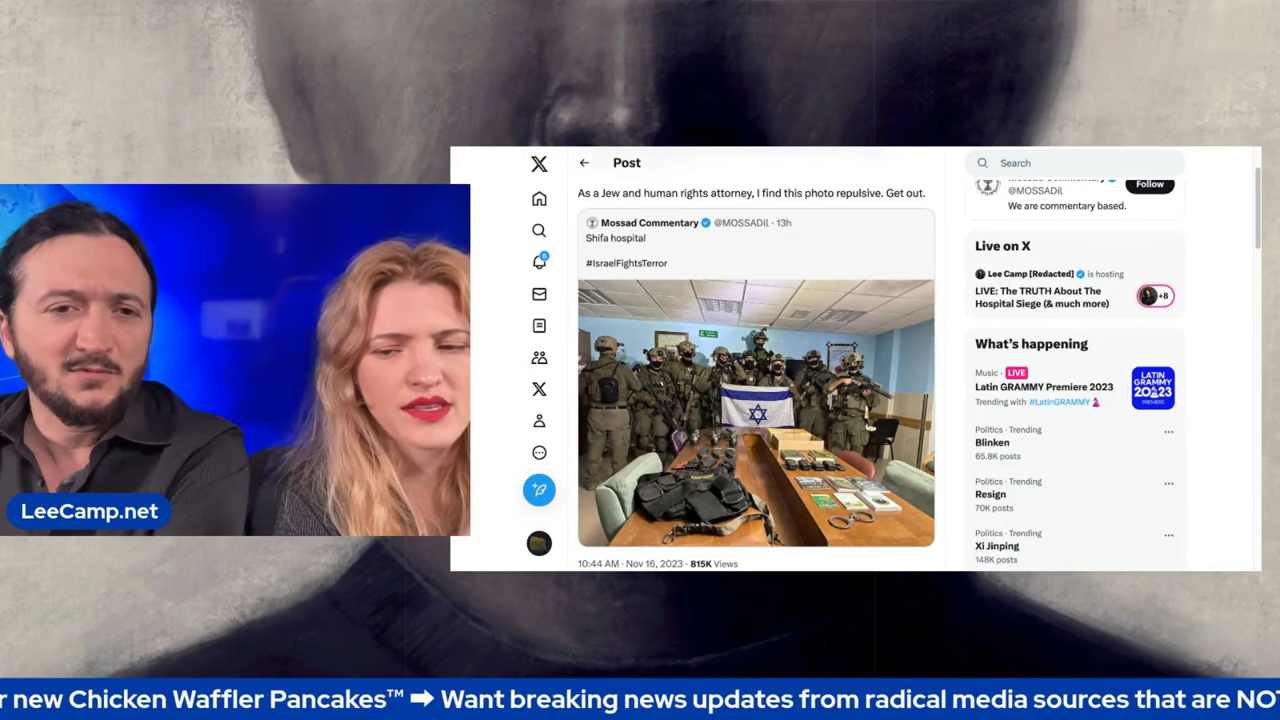 Post
As a Jew and human rights attorney, I find this photo repulsive. Get out.
Mossad Commentary @MOSSADil · 13h
Shifa hospital
#IsraelFightsTerror
10:44 AM · Nov 16, 2023 · 815K Views
Search
Mossad Commentary
@MOSSADil
Follow
We are commentary based.
Live on X
Lee Camp [Redacted] is hosting
LIVE: The TRUTH About The
Hospital Siege (& much more)
+8
What's happening
Music · LIVE
Latin GRAMMY Premiere 2023
Trending with #LatinGRAMMY
LATIN
GRAMMY
2023
PREMIERE
Politics · Trending
Blinken
65.8K posts
Politics · Trending
Resign
70K posts
Politics · Trending
Xi Jinping
148K posts
LeeCamp.net
r new Chicken Waffler Pancakes™ ➡ Want breaking news updates from radical media sources that are NOT